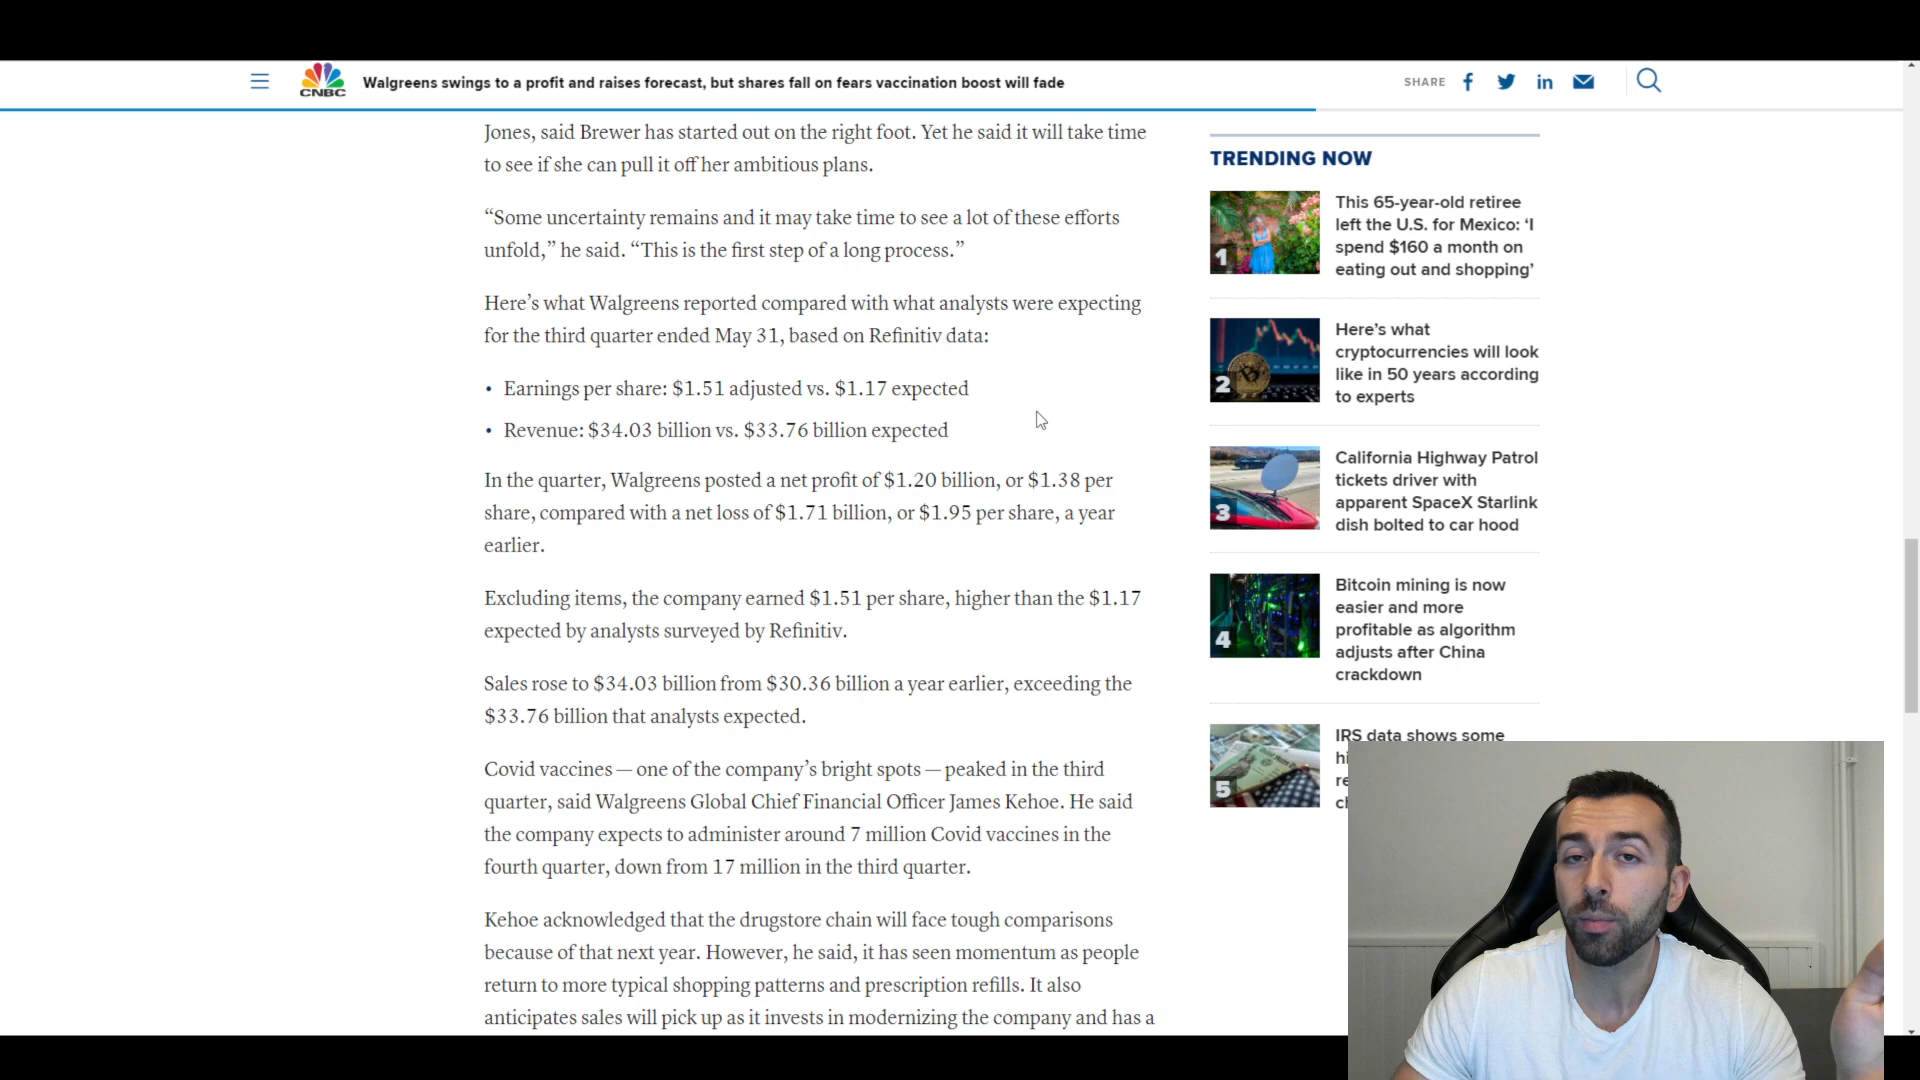 CNBC
Walgreens swings to a profit and raises forecast, but shares fall on fears vaccination boost will fade
SHARE
Jones, said Brewer has started out on the right foot. Yet he said it will take time
to see if she can pull it off her ambitious plans.
“Some uncertainty remains and it may take time to see a lot of these efforts
unfold,” he said. “This is the first step of a long process.”
Here’s what Walgreens reported compared with what analysts were expecting
for the third quarter ended May 31, based on Refinitiv data:
• Earnings per share: $1.51 adjusted vs. $1.17 expected
• Revenue: $34.03 billion vs. $33.76 billion expected
In the quarter, Walgreens posted a net profit of $1.20 billion, or $1.38 per
share, compared with a net loss of $1.71 billion, or $1.95 per share, a year
earlier.
Excluding items, the company earned $1.51 per share, higher than the $1.17
expected by analysts surveyed by Refinitiv.
Sales rose to $34.03 billion from $30.36 billion a year earlier, exceeding the
$33.76 billion that analysts expected.
Covid vaccines — one of the company’s bright spots — peaked in the third
quarter, said Walgreens Global Chief Financial Officer James Kehoe. He said
the company expects to administer around 7 million Covid vaccines in the
fourth quarter, down from 17 million in the third quarter.
Kehoe acknowledged that the drugstore chain will face tough comparisons
because of that next year. However, he said, it has seen momentum as people
return to more typical shopping patterns and prescription refills. It also
anticipates sales will pick up as it invests in modernizing the company and has a
TRENDING NOW
1
This 65-year-old retiree
left the U.S. for Mexico: ‘I
spend $160 a month on
eating out and shopping’
2
Here’s what
cryptocurrencies will look
like in 50 years according
to experts
3
California Highway Patrol
tickets driver with
apparent SpaceX Starlink
dish bolted to car hood
4
Bitcoin mining is now
easier and more
profitable as algorithm
adjusts after China
crackdown
5
IRS data shows some